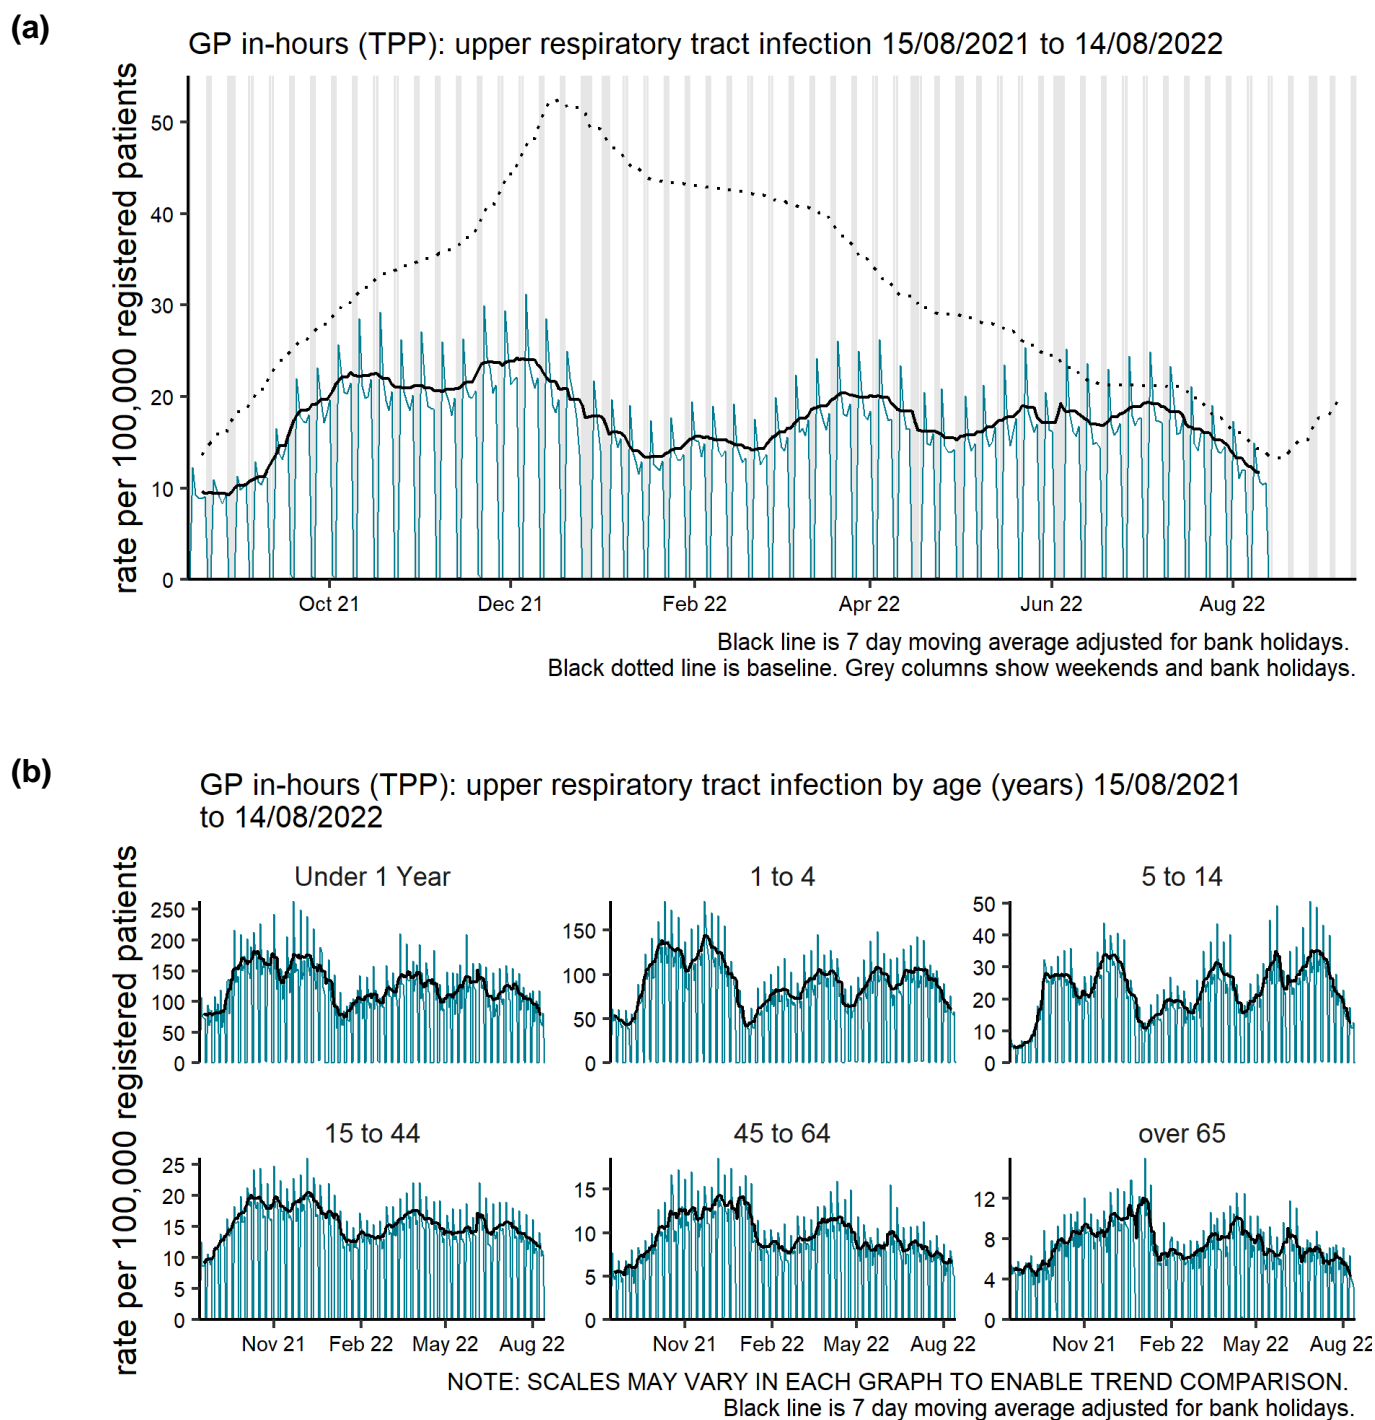 (a)
GP in-hours (TPP): upper respiratory tract infection 15/08/2021 to 14/08/2022
rate per 100,000 registered patients
50
40
30
20
10
0
Oct 21 Dec 21 Feb 22 Apr 22 Jun 22 Aug 22
Black line is 7 day moving average adjusted for bank holidays.
Black dotted line is baseline. Grey columns show weekends and bank holidays.
(b)
GP in-hours (TPP): upper respiratory tract infection by age (years) 15/08/2021
to 14/08/2022
rate per 100,000 registered patients
Under 1 Year
250
200
150
100
50
0
1 to 4
150
100
50
0
5 to 14
50
40
30
20
10
0
15 to 44
25
20
15
10
5
0
Nov 21 Feb 22 May 22 Aug 22
45 to 64
15
10
5
0
Nov 21 Feb 22 May 22 Aug 22
over 65
12
8
4
0
Nov 21 Feb 22 May 22 Aug 22
NOTE: SCALES MAY VARY IN EACH GRAPH TO ENABLE TREND COMPARISON.
Black line is 7 day moving average adjusted for bank holidays.